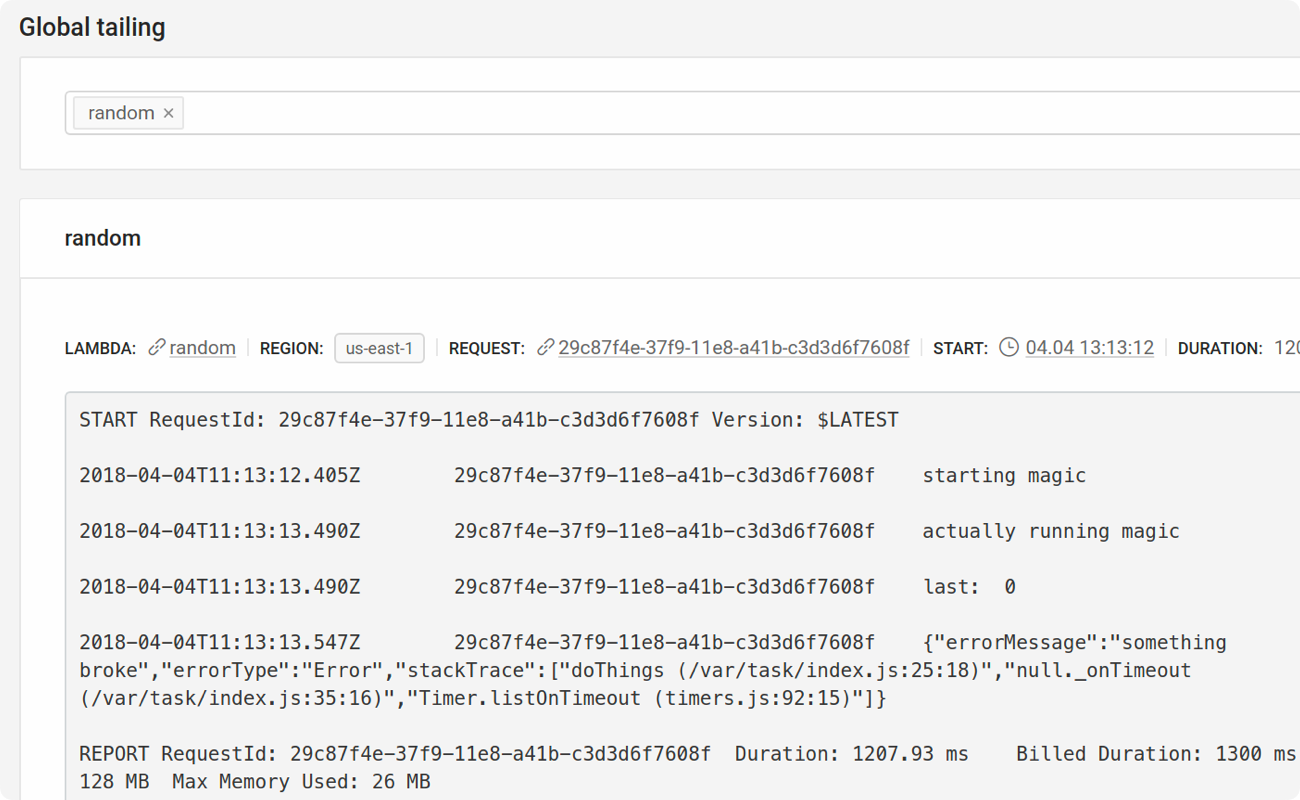 Global tailing
random ×
random
LAMBDA: random REGION: us-east-1 REQUEST: 29c87f4e-37f9-11e8-a41b-c3d3d6f7608f START: 04.04 13:13:12 DURATION: 120
START RequestId: 29c87f4e-37f9-11e8-a41b-c3d3d6f7608f Version: $LATEST
2018-04-04T11:13:12.405Z 29c87f4e-37f9-11e8-a41b-c3d3d6f7608f starting magic
2018-04-04T11:13:13.490Z 29c87f4e-37f9-11e8-a41b-c3d3d6f7608f actually running magic
2018-04-04T11:13:13.490Z 29c87f4e-37f9-11e8-a41b-c3d3d6f7608f last: 0
2018-04-04T11:13:13.547Z 29c87f4e-37f9-11e8-a41b-c3d3d6f7608f {"errorMessage":"something
broke","errorType":"Error","stackTrace":["doThings (/var/task/index.js:25:18)","null._onTimeout
(/var/task/index.js:35:16)","Timer.listOnTimeout (timers.js:92:15)"]}
REPORT RequestId: 29c87f4e-37f9-11e8-a41b-c3d3d6f7608f Duration: 1207.93 ms Billed Duration: 1300 ms
128 MB Max Memory Used: 26 MB